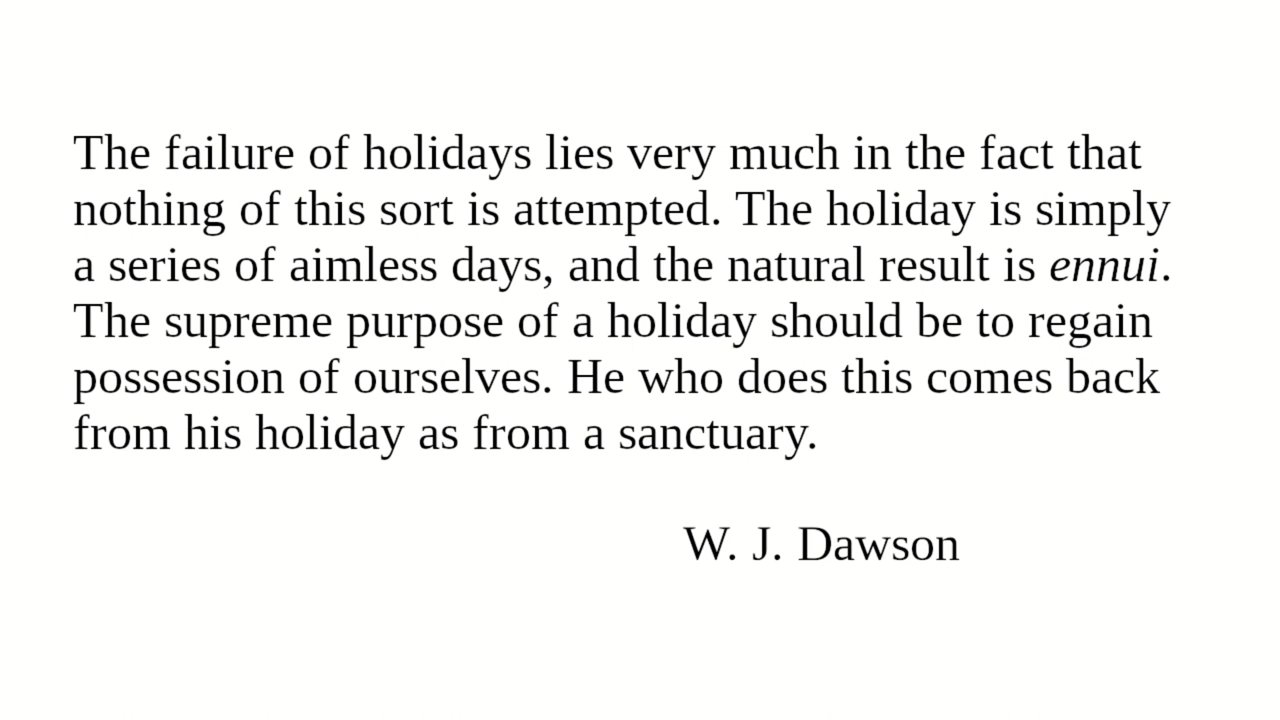 The failure of holidays lies very much in the fact that
nothing of this sort is attempted. The holiday is simply
a series of aimless days, and the natural result is ennui.
The supreme purpose of a holiday should be to regain
possession of ourselves. He who does this comes back
from his holiday as from a sanctuary.
W. J. Dawson